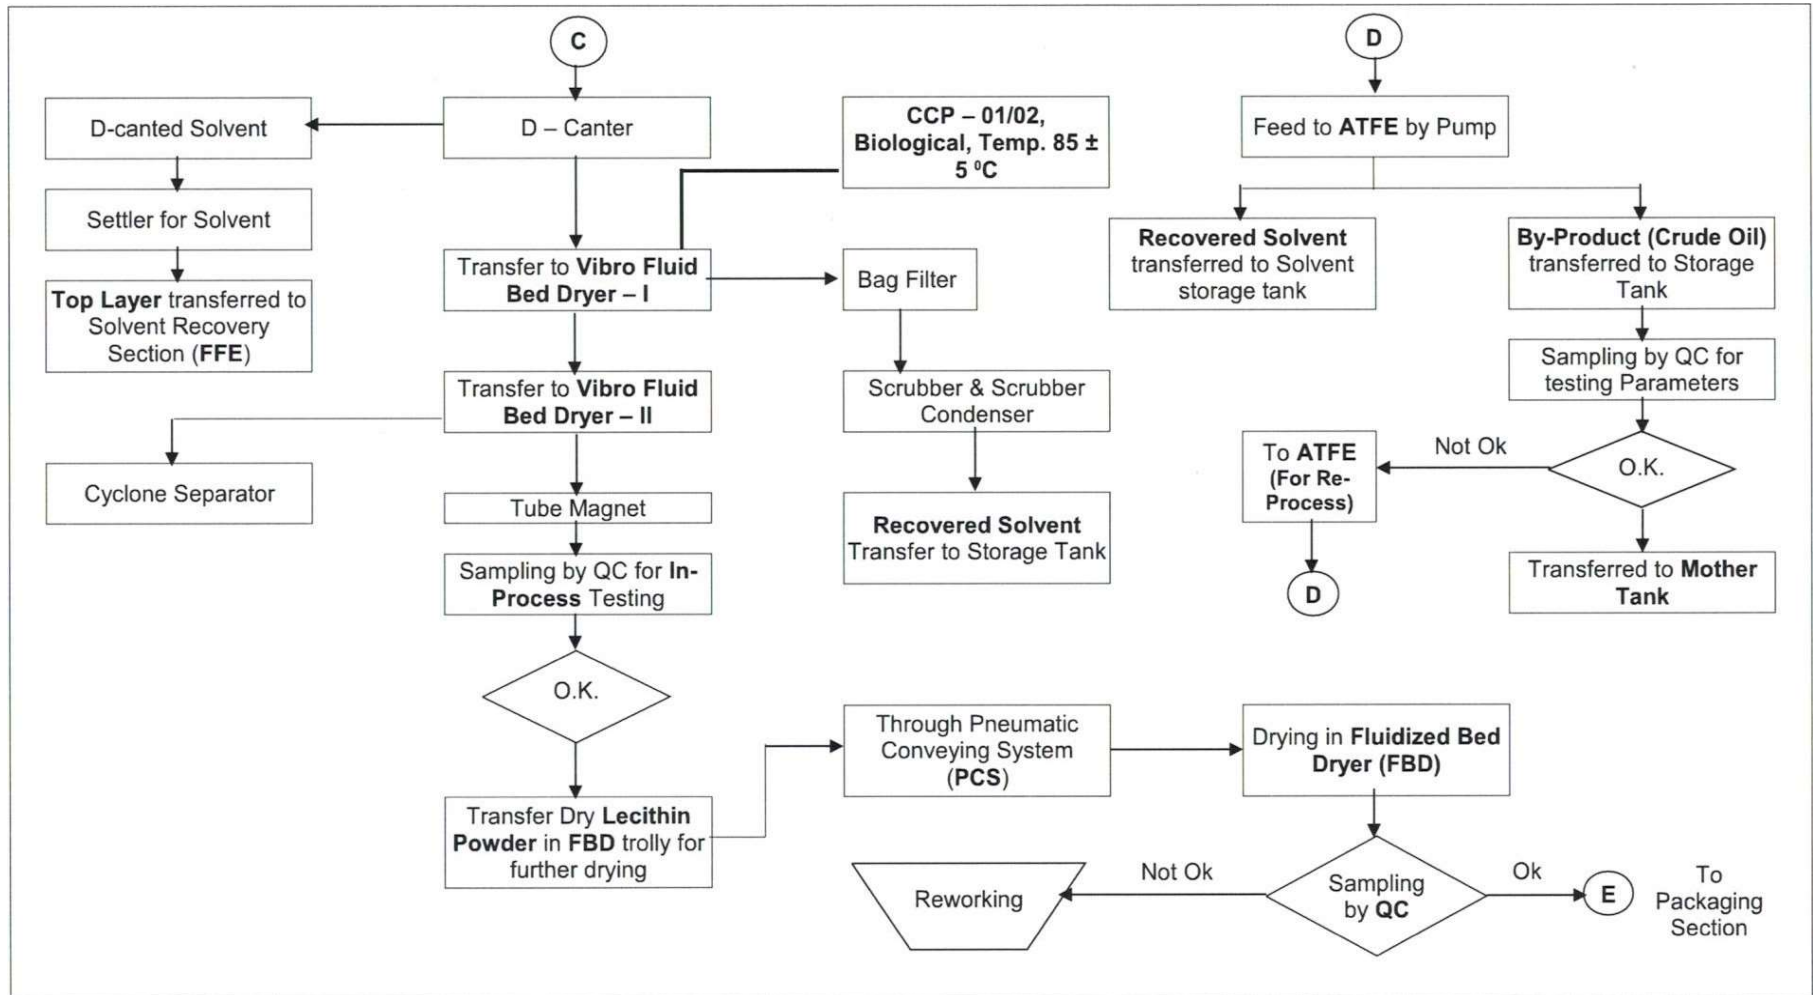 C
D
D-canted Solvent
D – Canter
CCP – 01/02,
Biological, Temp. 85 ±
5 ⁰C
Feed to ATFE by Pump
Settler for Solvent
Top Layer transferred to
Solvent Recovery
Section (FFE)
Transfer to Vibro Fluid
Bed Dryer – I
Bag Filter
Recovered Solvent
transferred to Solvent
storage tank
By-Product (Crude Oil)
transferred to Storage
Tank
Sampling by QC for
testing Parameters
Transfer to Vibro Fluid
Bed Dryer – II
Scrubber & Scrubber
Condenser
Cyclone Separator
To ATFE
(For Re-
Process)
Not Ok
O.K.
Tube Magnet
Recovered Solvent
Transfer to Storage Tank
Sampling by QC for In-
Process Testing
D
Transferred to Mother
Tank
O.K.
Through Pneumatic
Conveying System
(PCS)
Drying in Fluidized Bed
Dryer (FBD)
Transfer Dry Lecithin
Powder in FBD trolly for
further drying
Reworking
Not Ok
Sampling
by QC
Ok
E
To
Packaging
Section